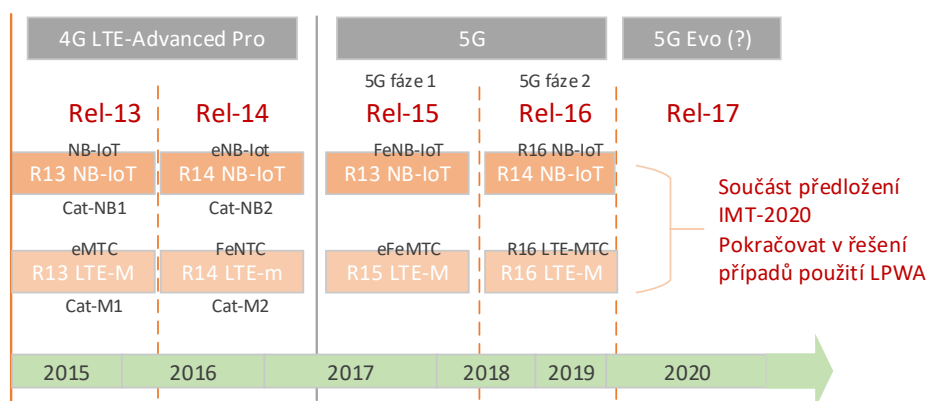 4G LTE-Advanced Pro
5G
5G Evo (?)
5G fáze 1
5G fáze 2
Rel-13
Rel-14
Rel-15
Rel-16
Rel-17
NB-IoT
eNB-Iot
FeNB-IoT
R16 NB-IoT
R13 NB-IoT
R14 NB-IoT
R13 NB-IoT
R14 NB-IoT
Cat-NB1
Cat-NB2
Součást předložení
IMT-2020
Pokračovat v řešení
případů použití LPWA
eMTC
FeNTC
eFeMTC
R16 LTE-MTC
R13 LTE-M
R14 LTE-m
R15 LTE-M
R16 LTE-M
Cat-M1
Cat-M2
2015
2016
2017
2018
2019
2020